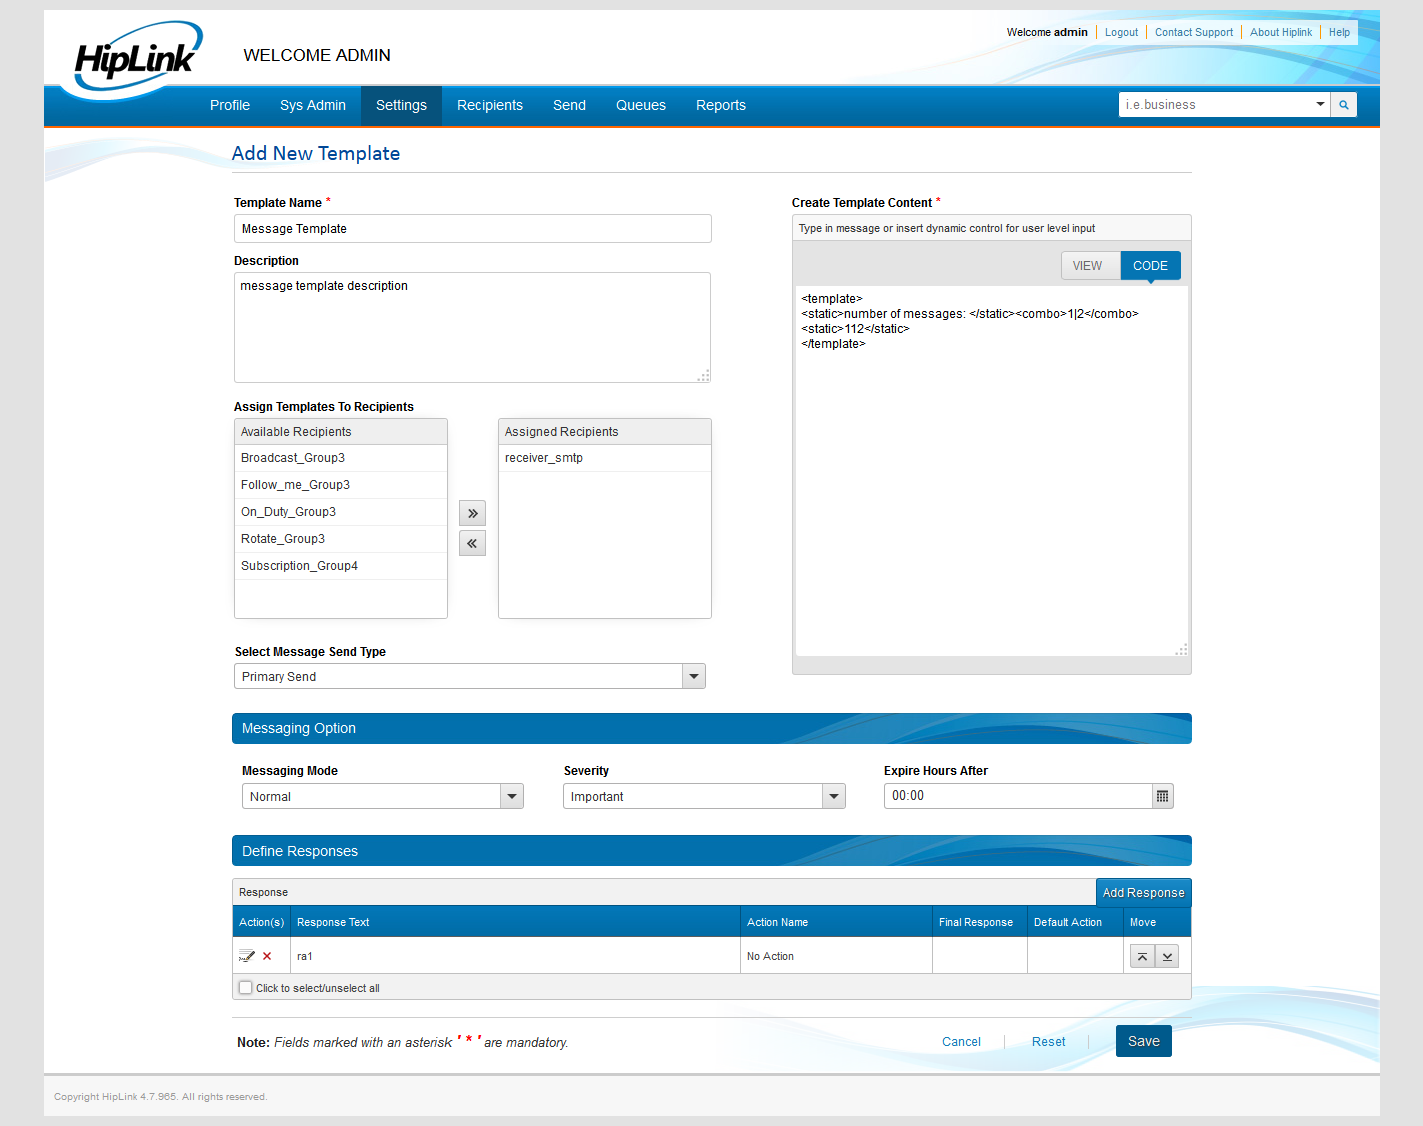 HipLink
WELCOME ADMIN
Welcome admin Logout Contact Support About Hiplink Help
Profile Sys Admin Settings Recipients Send Queues Reports
i.e.business
Add New Template
Template Name *
Message Template
Description
message template description
Assign Templates To Recipients
Available Recipients
Broadcast_Group3
Follow_me_Group3
On_Duty_Group3
Rotate_Group3
Subscription_Group4
Assigned Recipients
receiver_smtp
Select Message Send Type
Primary Send
Create Template Content *
Type in message or insert dynamic control for user level input
VIEW CODE
<template>
<static>number of messages: </static><combo>1|2</combo>
<static>112</static>
</template>
Messaging Option
Messaging Mode Severity Expire Hours After
Normal Important 00:00
Define Responses
Response Add Response
Action(s) Response Text Action Name Final Response Default Action Move
ra1 No Action
Click to select/unselect all
Note: Fields marked with an asterisk ' * ' are mandatory.
Cancel Reset Save
Copyright HipLink 4.7.965. All rights reserved.